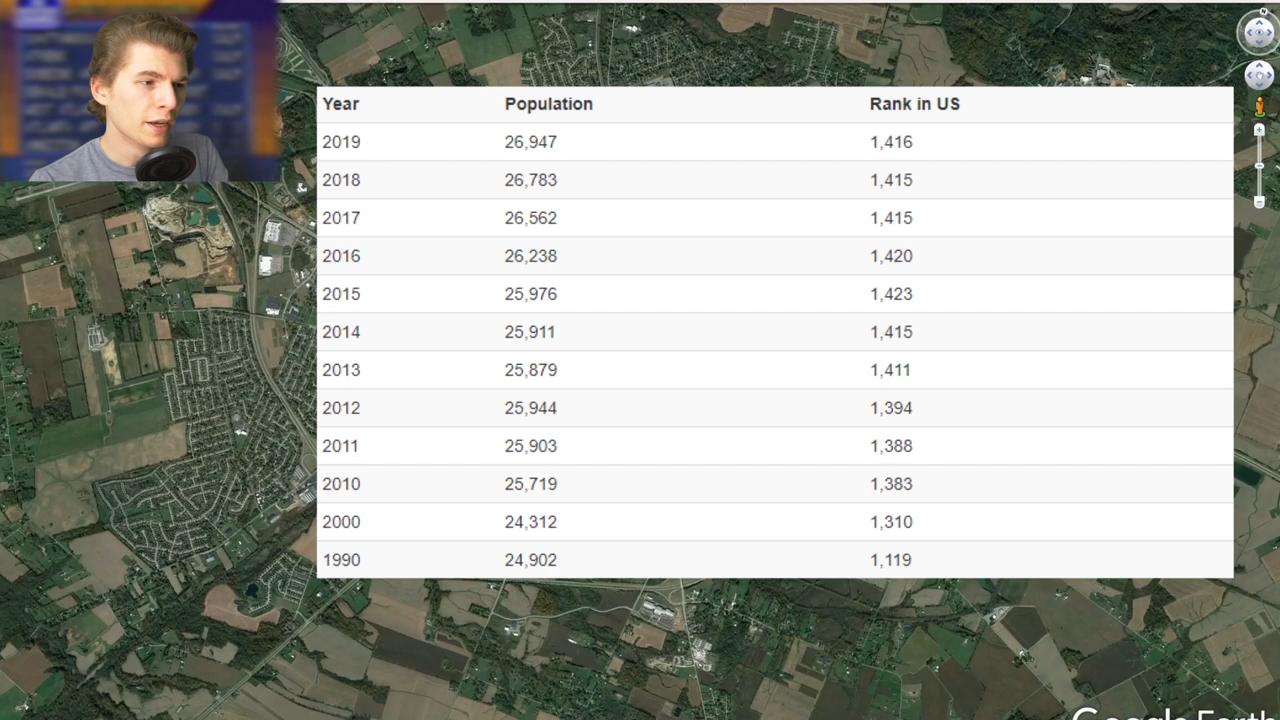 Year Population Rank in US
2019 26,947 1,416
2018 26,783 1,415
2017 26,562 1,415
2016 26,238 1,420
2015 25,976 1,423
2014 25,911 1,415
2013 25,879 1,411
2012 25,944 1,394
2011 25,903 1,388
2010 25,719 1,383
2000 24,312 1,310
1990 24,902 1,119